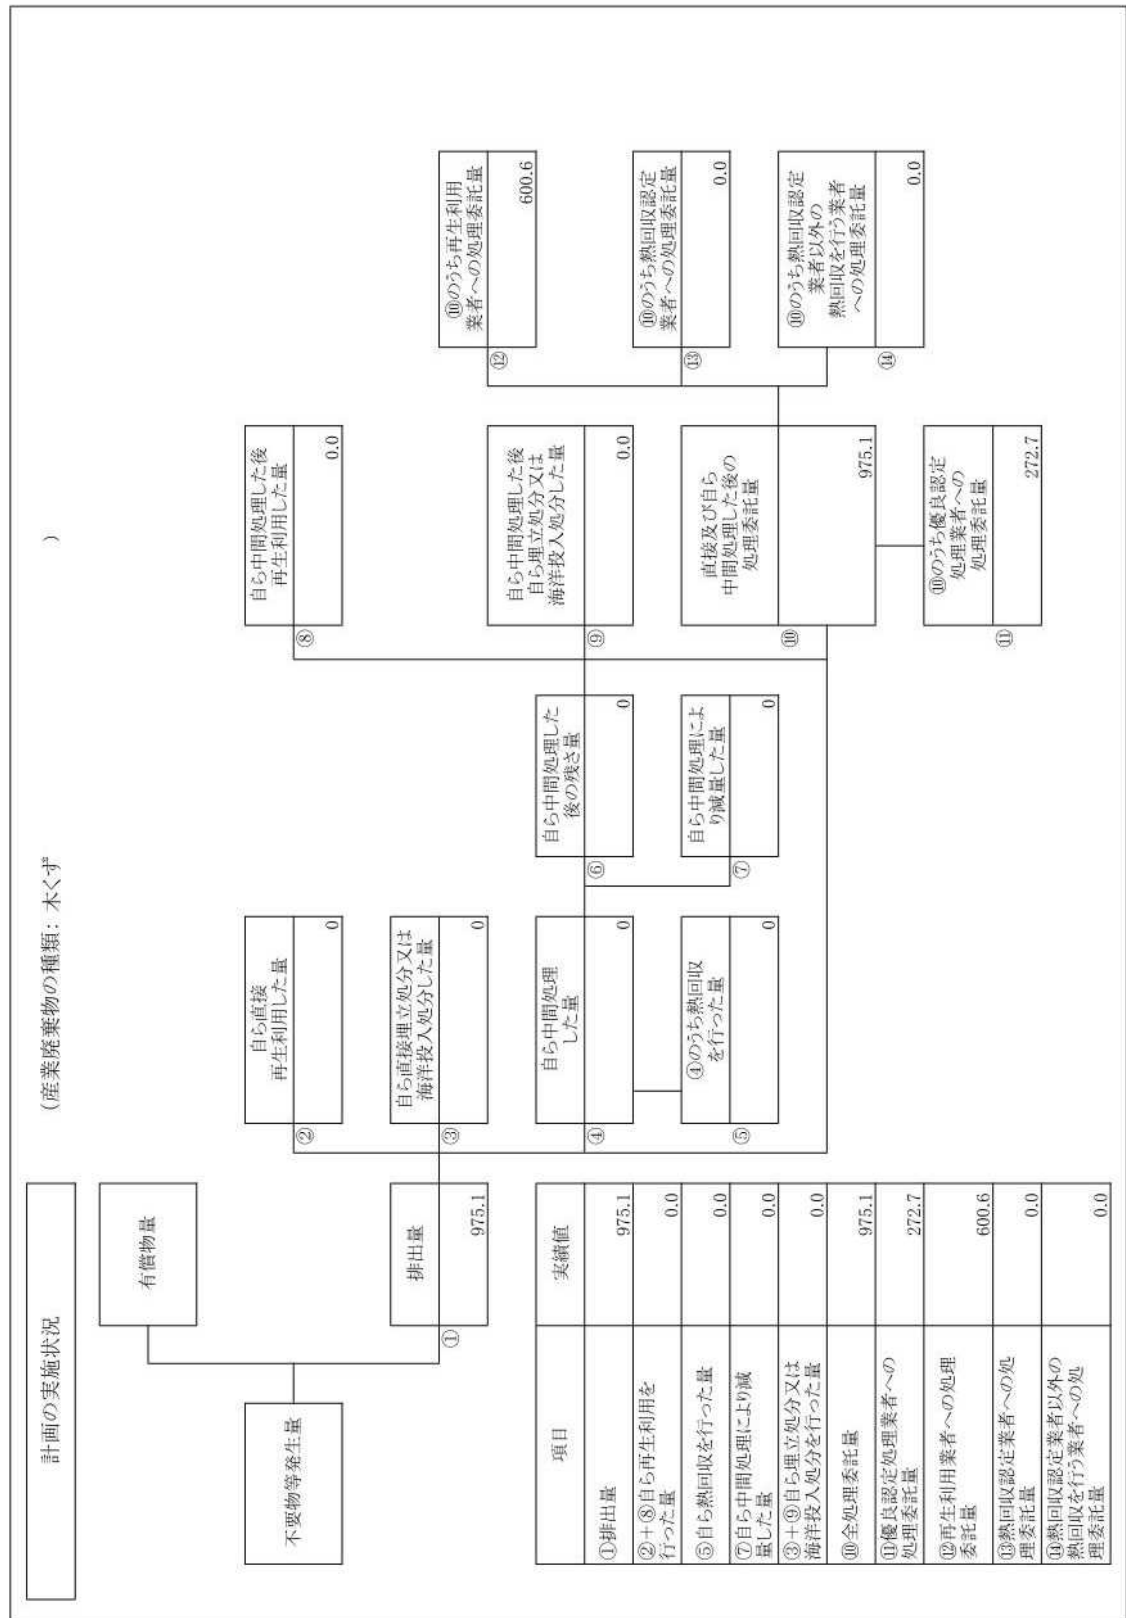 計画の実施状況
(産業廃棄物の種類: 木くず )
不要物等発生量
有償物量
①
排出量
975.1
②
自ら直接
再生利用した量
0
③
自ら直接埋立処分又は
海洋投入処分した量
0
④
自ら中間処理
した量
0
⑤
④のうち熱回収
を行った量
0
⑥
自ら中間処理した
後の残さ量
0
⑦
自ら中間処理によ
り減量した量
0
⑧
自ら中間処理した後
再生利用した量
0.0
⑨
自ら中間処理した後
自ら埋立処分又は
海洋投入処分した量
0.0
⑩
直接及び自ら
中間処理した後の
処理委託量
975.1
⑪
⑩のうち優良認定
処理業者への
処理委託量
272.7
⑫
⑩のうち再生利用
業者への処理委託量
600.6
⑬
⑩のうち熱回収認定
業者への処理委託量
0.0
⑭
⑩のうち熱回収認定
業者以外の
熱回収を行う業者
への処理委託量
0.0
項目 実績値
①排出量 975.1
②+⑧自ら再生利用を
行った量 0.0
⑤自ら熱回収を行った量 0.0
⑦自ら中間処理により減
量した量 0.0
③+⑨自ら埋立処分又は
海洋投入処分を行った量 0.0
⑩全処理委託量 975.1
⑪優良認定処理業者への
処理委託量 272.7
⑫再生利用業者への処理
委託量 600.6
⑬熱回収認定業者への処
理委託量 0.0
⑭熱回収認定業者以外の
熱回収を行う業者への処
理委託量 0.0